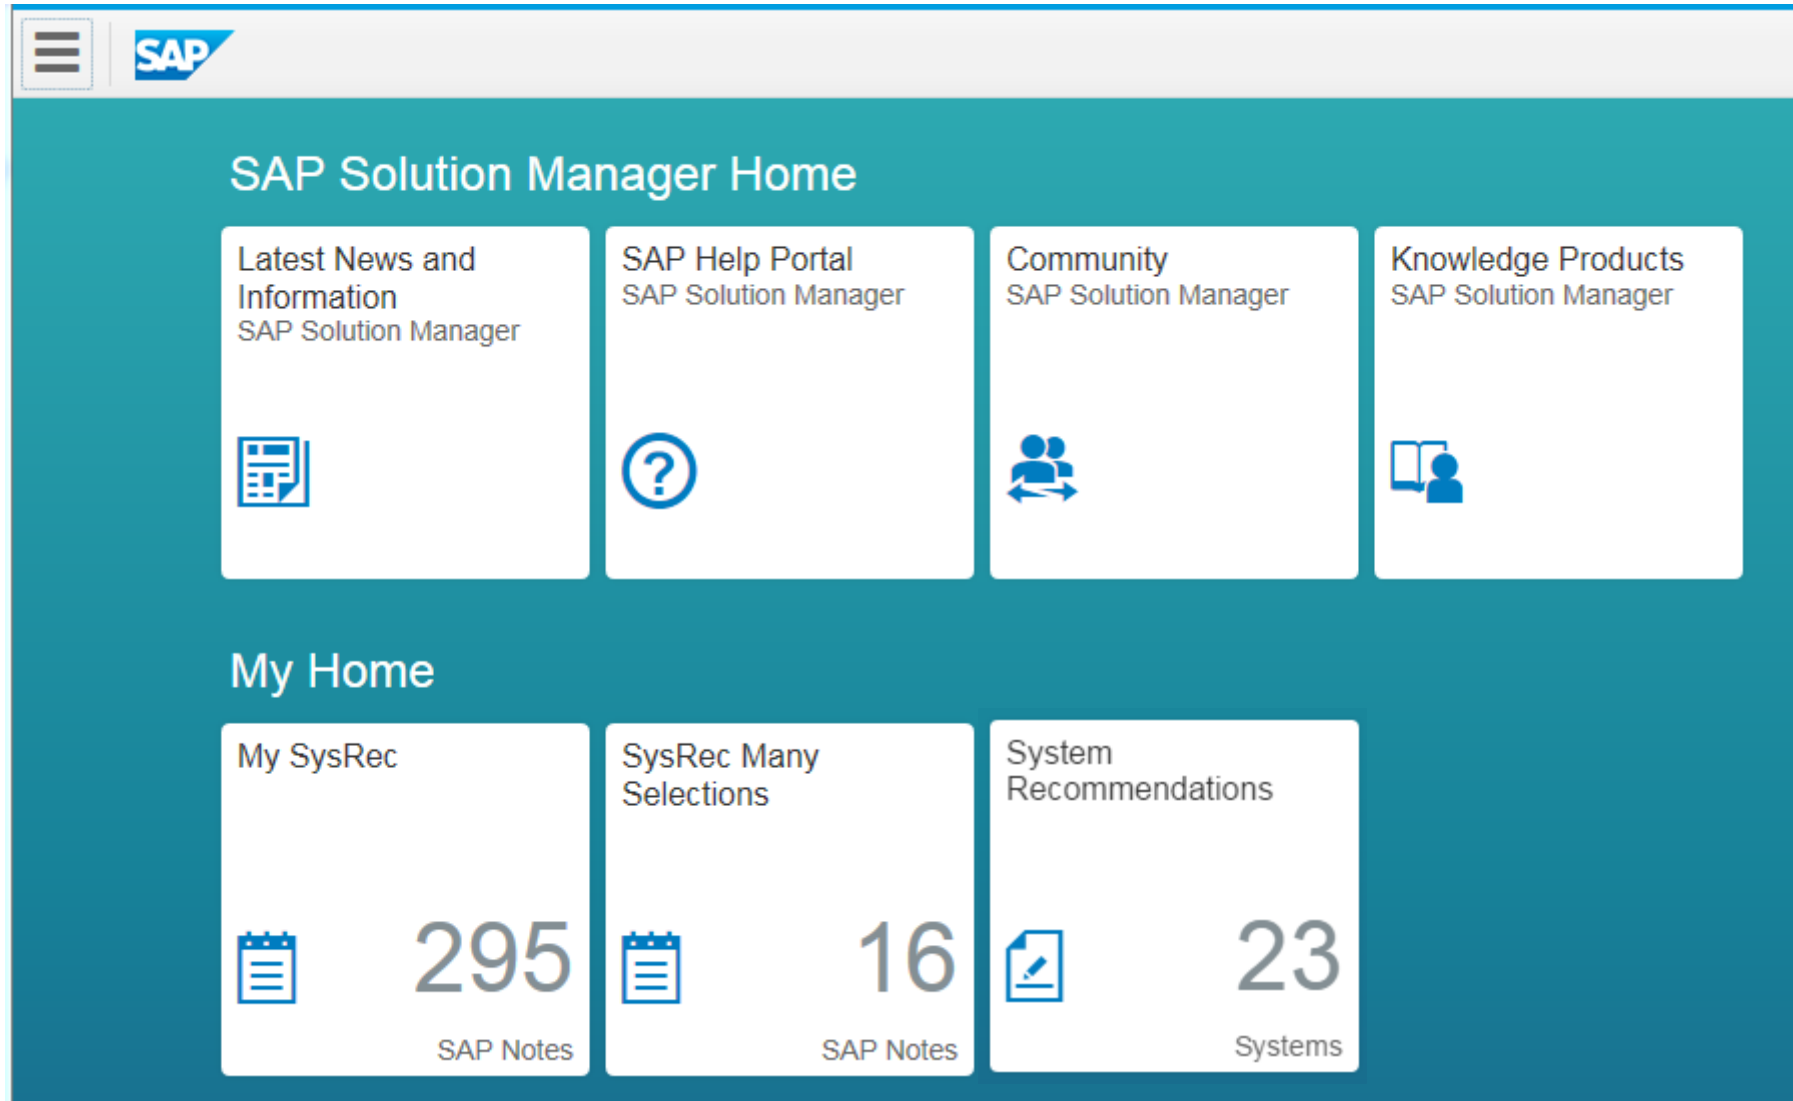 SAP
SAP Solution Manager Home
Latest News and
Information
SAP Solution Manager
SAP Help Portal
SAP Solution Manager
Community
SAP Solution Manager
Knowledge Products
SAP Solution Manager
?
My Home
My SysRec
295
SAP Notes
SysRec Many
Selections
16
SAP Notes
System
Recommendations
23
Systems